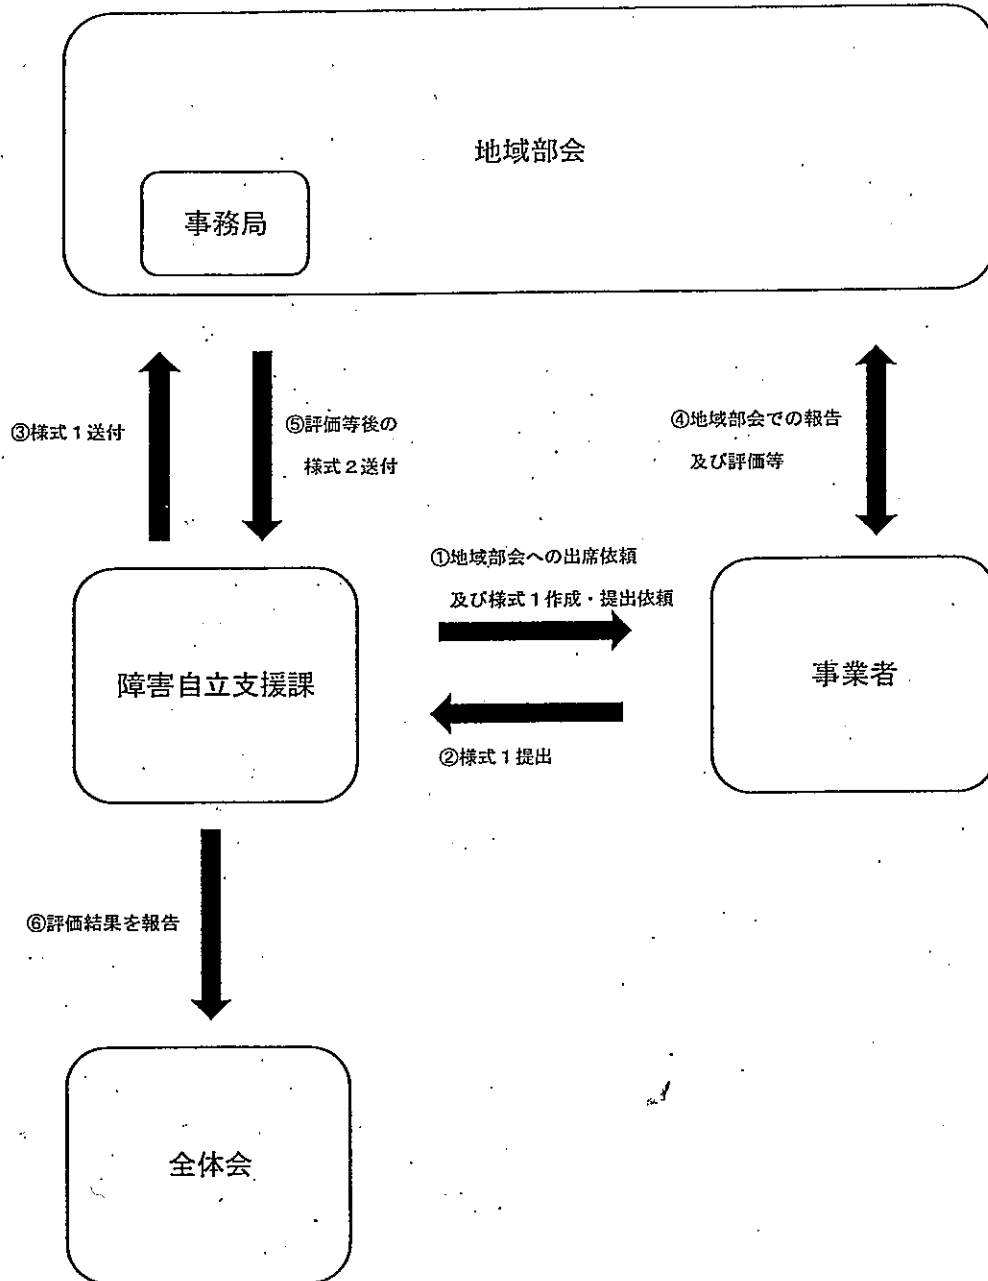 地域部会
事務局
③様式1送付
⑤評価等後の
様式2送付
④地域部会での報告
及び評価等
①地域部会への出席依頼
及び様式1作成・提出依頼
障害自立支援課
事業者
②様式1提出
⑥評価結果を報告
全体会